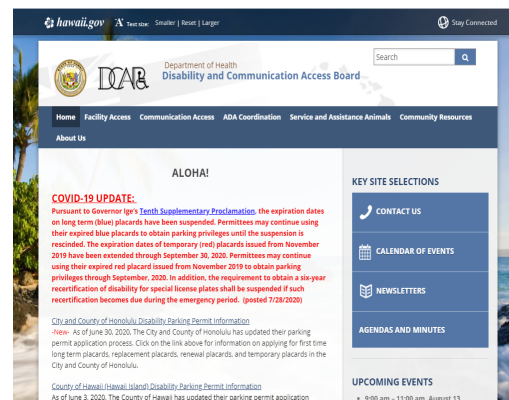 hawaii.gov A Text size: Smaller | Reset | Larger Stay Connected
DCAB
Department of Health
Disability and Communication Access Board
Search
Home Facility Access Communication Access ADA Coordination Service and Assistance Animals Community Resources
About Us
ALOHA!
COVID-19 UPDATE:
Pursuant to Governor Ige's Tenth Supplementary Proclamation, the expiration dates
on long term (blue) placards have been suspended. Permittees may continue using
their expired blue placards to obtain parking privileges until the suspension is
rescinded. The expiration dates of temporary (red) placards issued from November
2019 have been extended through September 30, 2020. Permittees may continue
using their expired red placard issued from November 2019 to obtain parking
privileges through September, 2020. In addition, the requirement to obtain a six-year
recertification of disability for special license plates shall be suspended if such
recertification becomes due during the emergency period. (posted 7/28/2020)
City and County of Honolulu Disability Parking Permit Information
-New- As of June 30, 2020, The City and County of Honolulu has updated their parking
permit application process. Click on the link above for information on applying for first time
long term placards, replacement placards, renewal placards, and temporary placards in the
City and County of Honolulu.
County of Hawaii (Hawaii Island) Disability Parking Permit Information
As of June 3, 2020, The County of Hawaii has updated their parking permit application
KEY SITE SELECTIONS
CONTACT US
CALENDAR OF EVENTS
NEWSLETTERS
AGENDAS AND MINUTES
UPCOMING EVENTS
9:00 am – 11:00 am, August 13,